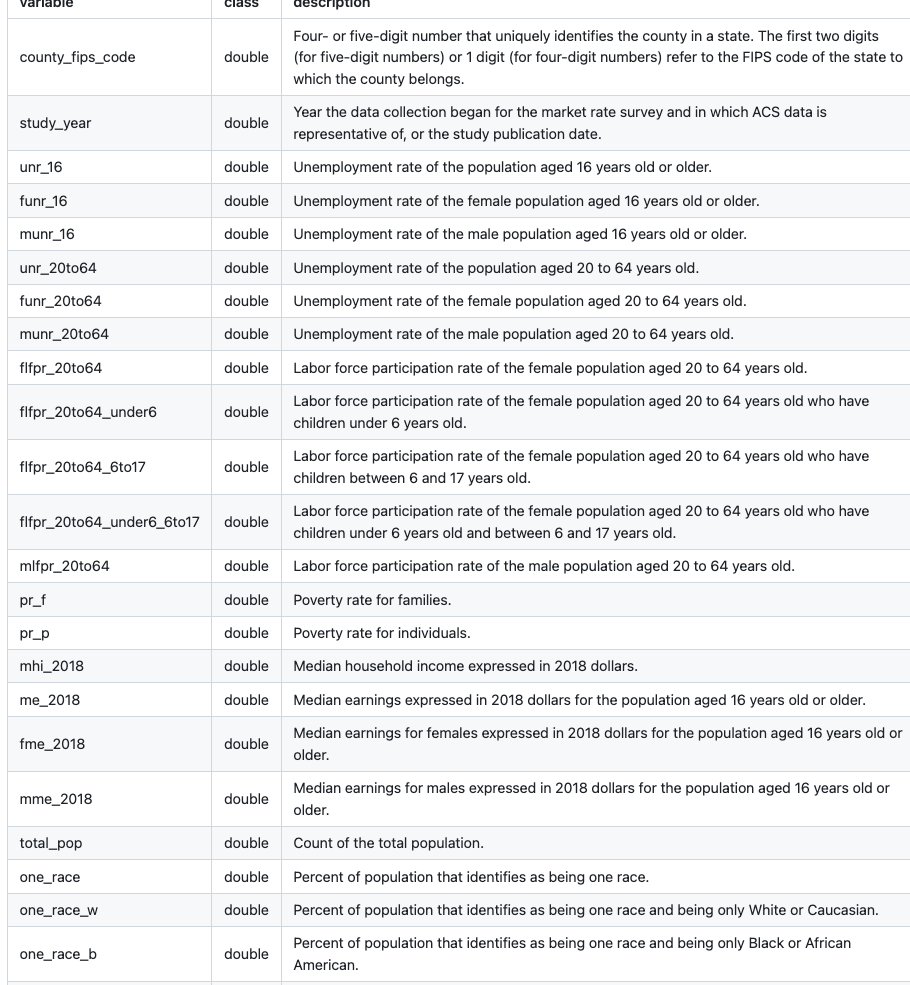 variable class description
Four- or five-digit number that uniquely identifies the county in a state. The first two digits
county_fips_code double (for five-digit numbers) or 1 digit (for four-digit numbers) refer to the FIPS code of the state to
which the county belongs.
study_year double Year the data collection began for the market rate survey and in which ACS data is
representative of, or the study publication date.
unr_16 double Unemployment rate of the population aged 16 years old or older.
funr_16 double Unemployment rate of the female population aged 16 years old or older.
munr_16 double Unemployment rate of the male population aged 16 years old or older.
unr_20to64 double Unemployment rate of the population aged 20 to 64 years old.
funr_20to64 double Unemployment rate of the female population aged 20 to 64 years old.
munr_20to64 double Unemployment rate of the male population aged 20 to 64 years old.
flfpr_20to64 double Labor force participation rate of the female population aged 20 to 64 years old.
flfpr_20to64_under6 double Labor force participation rate of the female population aged 20 to 64 years old who have
children under 6 years old.
flfpr_20to64_6to17 double Labor force participation rate of the female population aged 20 to 64 years old who have
children between 6 and 17 years old.
flfpr_20to64_under6_6to17 double Labor force participation rate of the female population aged 20 to 64 years old who have
children under 6 years old and between 6 and 17 years old.
mlfpr_20to64 double Labor force participation rate of the male population aged 20 to 64 years old.
pr_f double Poverty rate for families.
pr_p double Poverty rate for individuals.
mhi_2018 double Median household income expressed in 2018 dollars.
me_2018 double Median earnings expressed in 2018 dollars for the population aged 16 years old or older.
fme_2018 double Median earnings for females expressed in 2018 dollars for the population aged 16 years old or
older.
mme_2018 double Median earnings for males expressed in 2018 dollars for the population aged 16 years old or
older.
total_pop double Count of the total population.
one_race double Percent of population that identifies as being one race.
one_race_w double Percent of population that identifies as being one race and being only White or Caucasian.
one_race_b double Percent of population that identifies as being one race and being only Black or African
American.